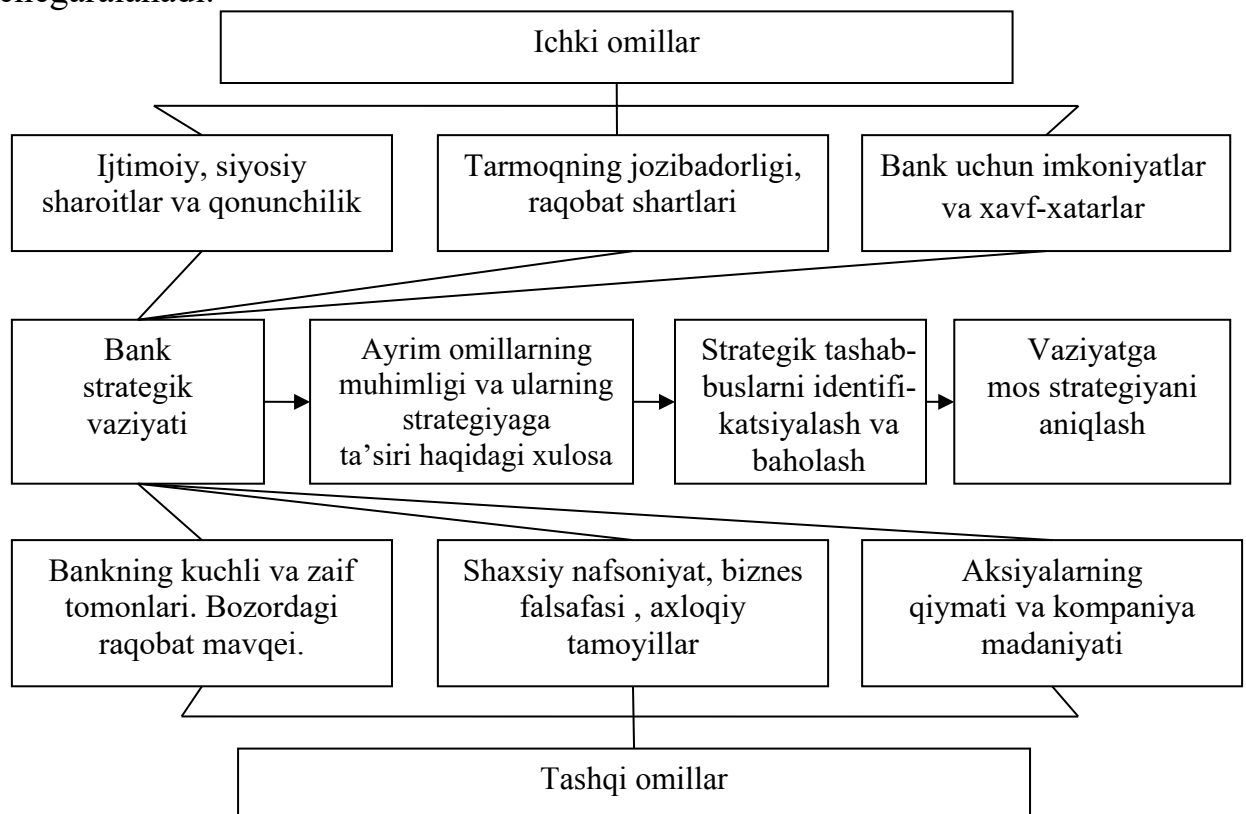 Ichki omillar
Ijtimoiy, siyosiy
sharoitlar va qonunchilik
Tarmoqning jozibadorligi,
raqobat shartlari
Bank uchun imkoniyatlar
va xavf-xatarlar
Bank
strategik
vaziyati
Ayrim omillarning
muhimligi va ularning
strategiyaga
ta’siri haqidagi xulosa
Strategik tashab-
buslarni identifi-
katsiyalash va
baholash
Vaziyatga
mos strategiyani
aniqlash
Bankning kuchli va zaif
tomonlari. Bozordagi
raqobat mavqei.
Shaxsiy nafsoniyat, biznes
falsafasi , axloqiy
tamoyillar
Aksiyalarning
qiymati va kompaniya
madaniyati
Tashqi omillar